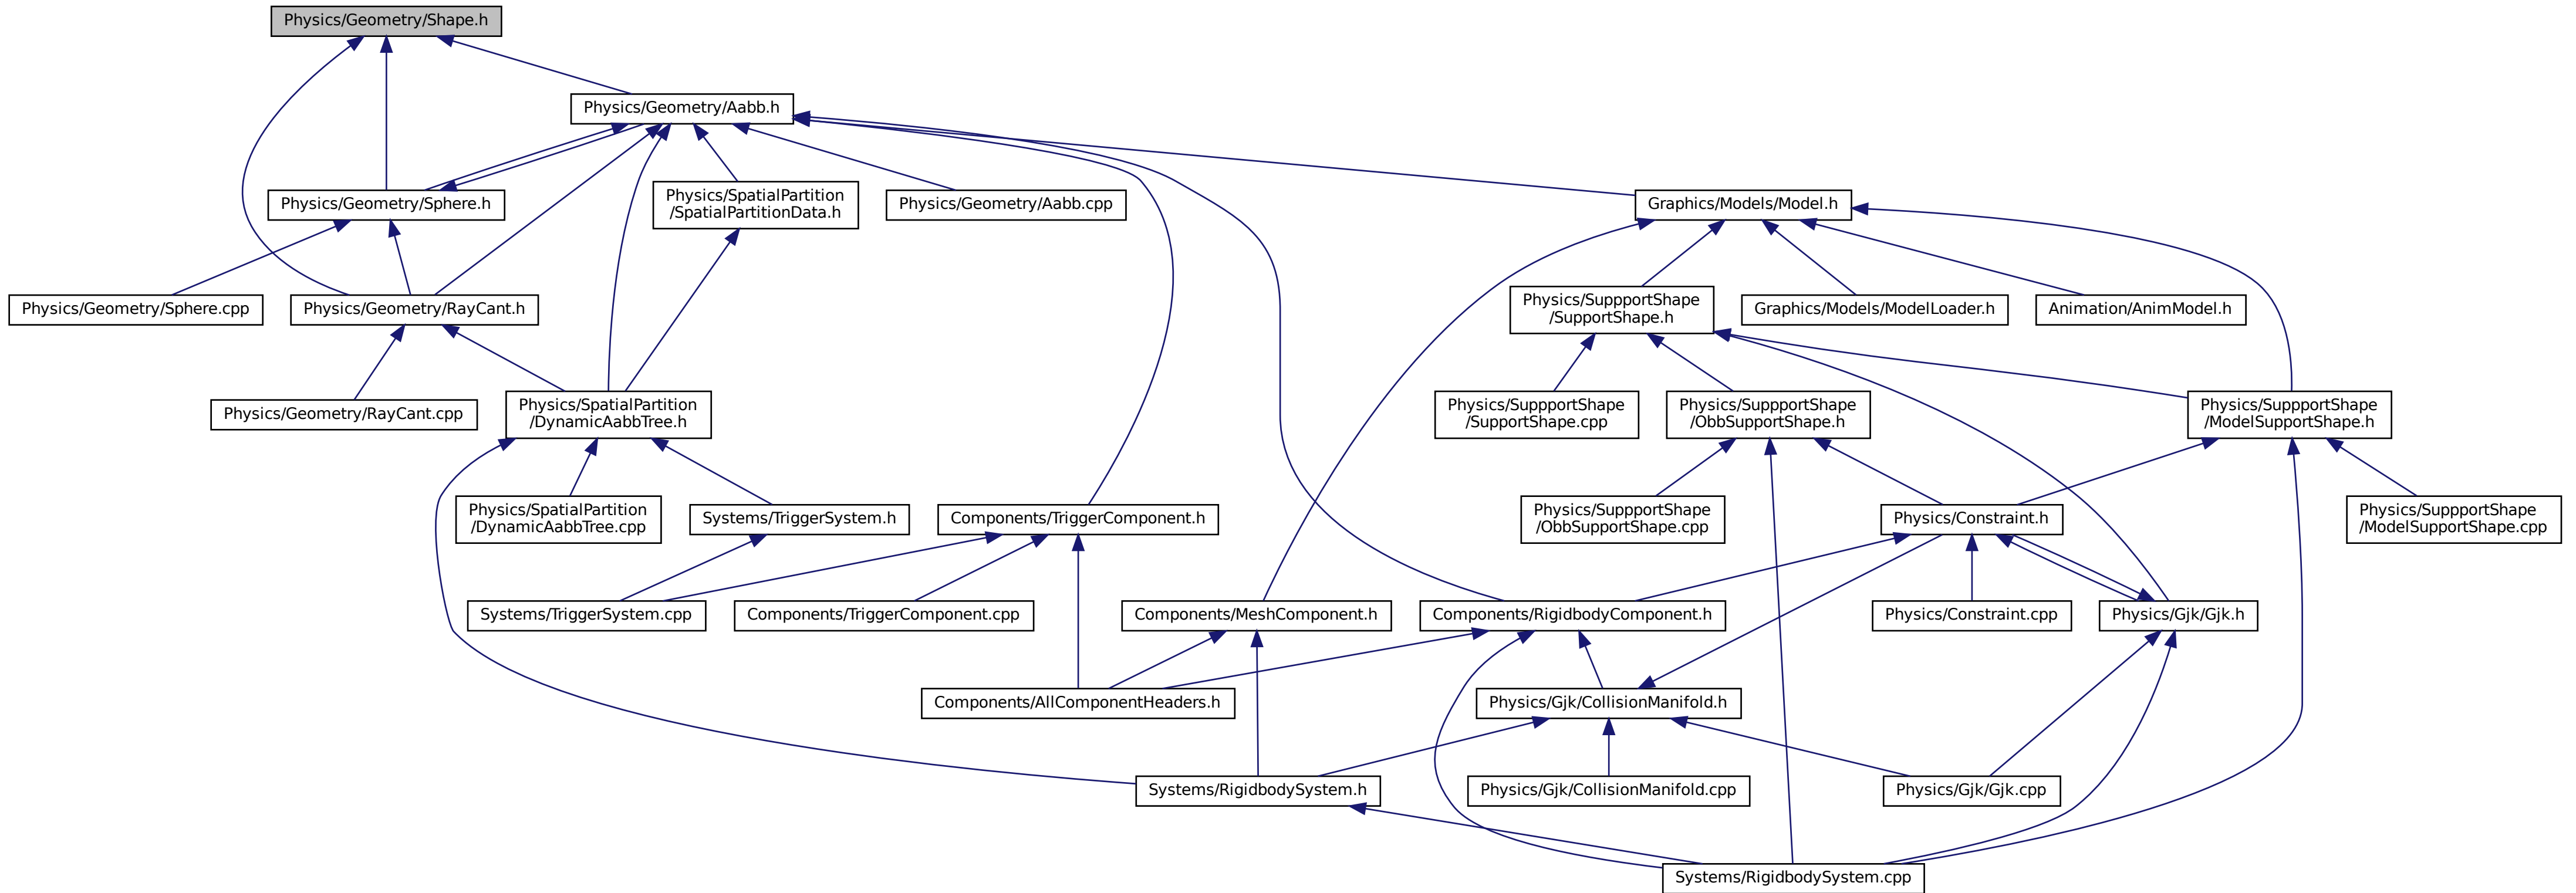 Physics/Geometry/Shape.h
Physics/Geometry/Aabb.h
Physics/Geometry/Sphere.h
Physics/SpatialPartition
/SpatialPartitionData.h
Physics/Geometry/Aabb.cpp
Graphics/Models/Model.h
Physics/Geometry/Sphere.cpp
Physics/Geometry/RayCant.h
Physics/SuppportShape
/SupportShape.h
Graphics/Models/ModelLoader.h
Animation/AnimModel.h
Physics/Geometry/RayCant.cpp
Physics/SpatialPartition
/DynamicAabbTree.h
Physics/SuppportShape
/SupportShape.cpp
Physics/SuppportShape
/ObbSupportShape.h
Physics/SuppportShape
/ModelSupportShape.h
Physics/SpatialPartition
/DynamicAabbTree.cpp
Systems/TriggerSystem.h
Components/TriggerComponent.h
Physics/SuppportShape
/ObbSupportShape.cpp
Physics/Constraint.h
Physics/SuppportShape
/ModelSupportShape.cpp
Systems/TriggerSystem.cpp
Components/TriggerComponent.cpp
Components/MeshComponent.h
Components/RigidbodyComponent.h
Physics/Constraint.cpp
Physics/Gjk/Gjk.h
Components/AllComponentHeaders.h
Physics/Gjk/CollisionManifold.h
Systems/RigidbodySystem.h
Physics/Gjk/CollisionManifold.cpp
Physics/Gjk/Gjk.cpp
Systems/RigidbodySystem.cpp